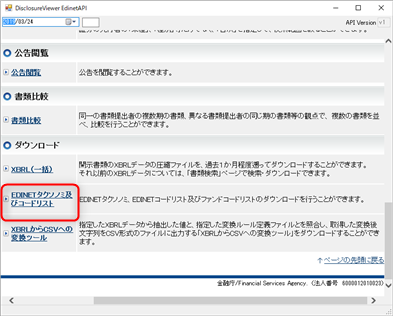 DisclosureViewer EdinetAPI
/03/24
API Version v1
公告閲覧
公告閲覧
公告を閲覧することができます。
書類比較
書類比較
同一の書類提出者の複数期の書類、異なる書類提出者の同じ期の書類等の観点で、複数の書類を並
べ、比較を行うことができます。
ダウンロード
XBRL(一括)
開示書類のXBRLデータの圧縮ファイルを、過去1か月程度遡ってダウンロードすることができます。
それ以前のXBRLデータについては、「書類検索」ページで検索・ダウンロードできます。
EDINETタクソノミ及
びコードリスト
EDINETタクソノミ、EDINETコードリスト及びファンドコードリストのダウンロードを行うことができます。
XBRLからCSVへの
変換ツール
指定したXBRLデータから抽出した値と、指定した変換ルール定義ファイルとを照合し、取得した変換後
文字列をCSV形式のファイルに出力する「XBRLからCSVへの変換ツール」をダウンロードすることができ
ます。
↑ページの先頭に戻る
金融庁/Financial Services Agency. (法人番号 6000012010023)